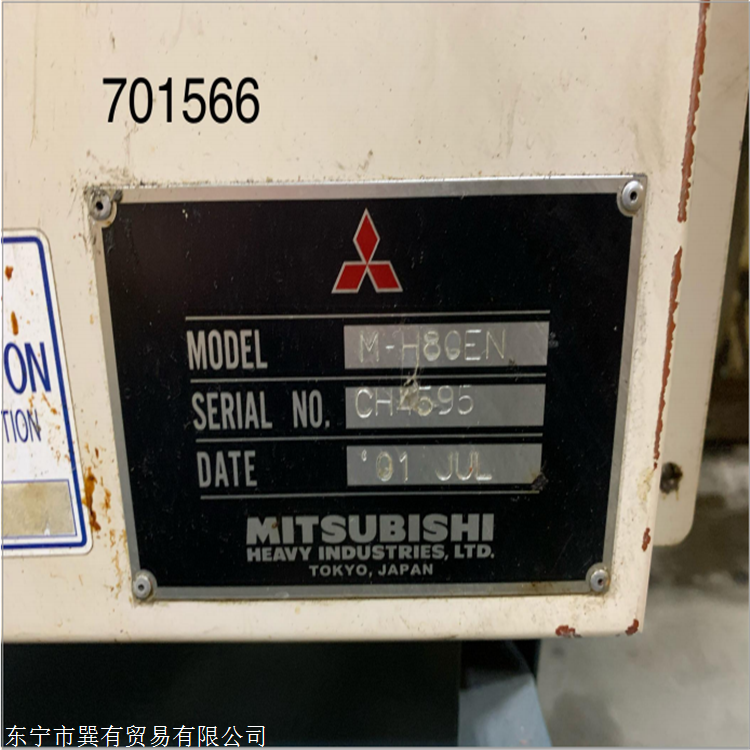 701566
MODEL M-H80EN
SERIAL NO. CH4595
DATE '01 JUL
MITSUBISHI
HEAVY INDUSTRIES, LTD.
TOKYO, JAPAN
ON
TION
东宁市巽有贸易有限公司